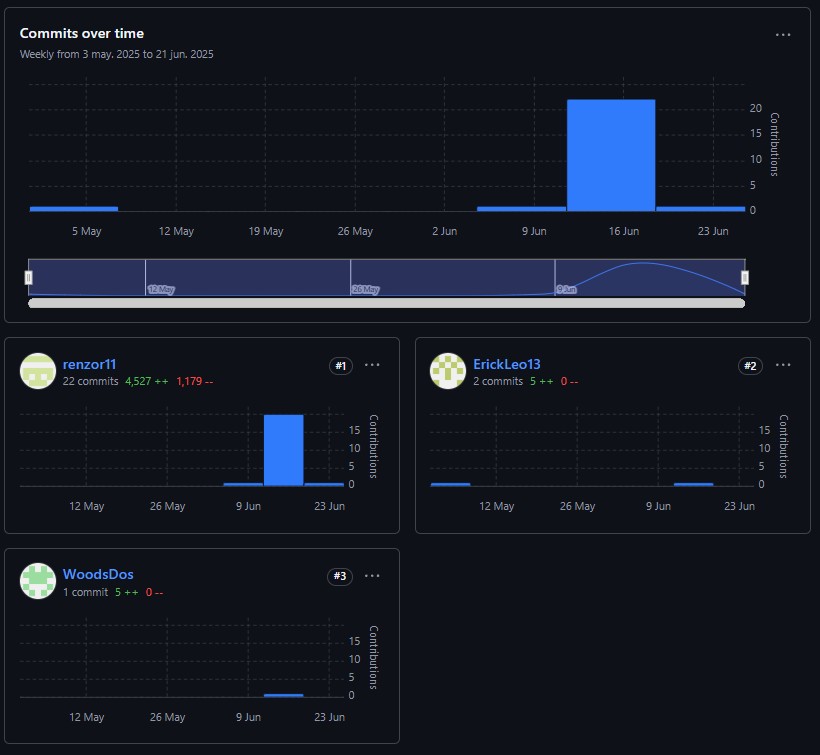 Commits over time
Weekly from 3 may. 2025 to 21 jun. 2025
20
15
10
5
0
Contributions
5 May 12 May 19 May 26 May 2 Jun 9 Jun 16 Jun 23 Jun
12 May 26 May 9 Jun
renzor11 #1
22 commits 4,527 ++ 1,179 --
15
10
5
0
Contributions
12 May 26 May 9 Jun 23 Jun
ErickLeo13 #2
2 commits 5 ++ 0 --
15
10
5
0
Contributions
12 May 26 May 9 Jun 23 Jun
WoodsDos #3
1 commit 5 ++ 0 --
15
10
5
0
Contributions
12 May 26 May 9 Jun 23 Jun